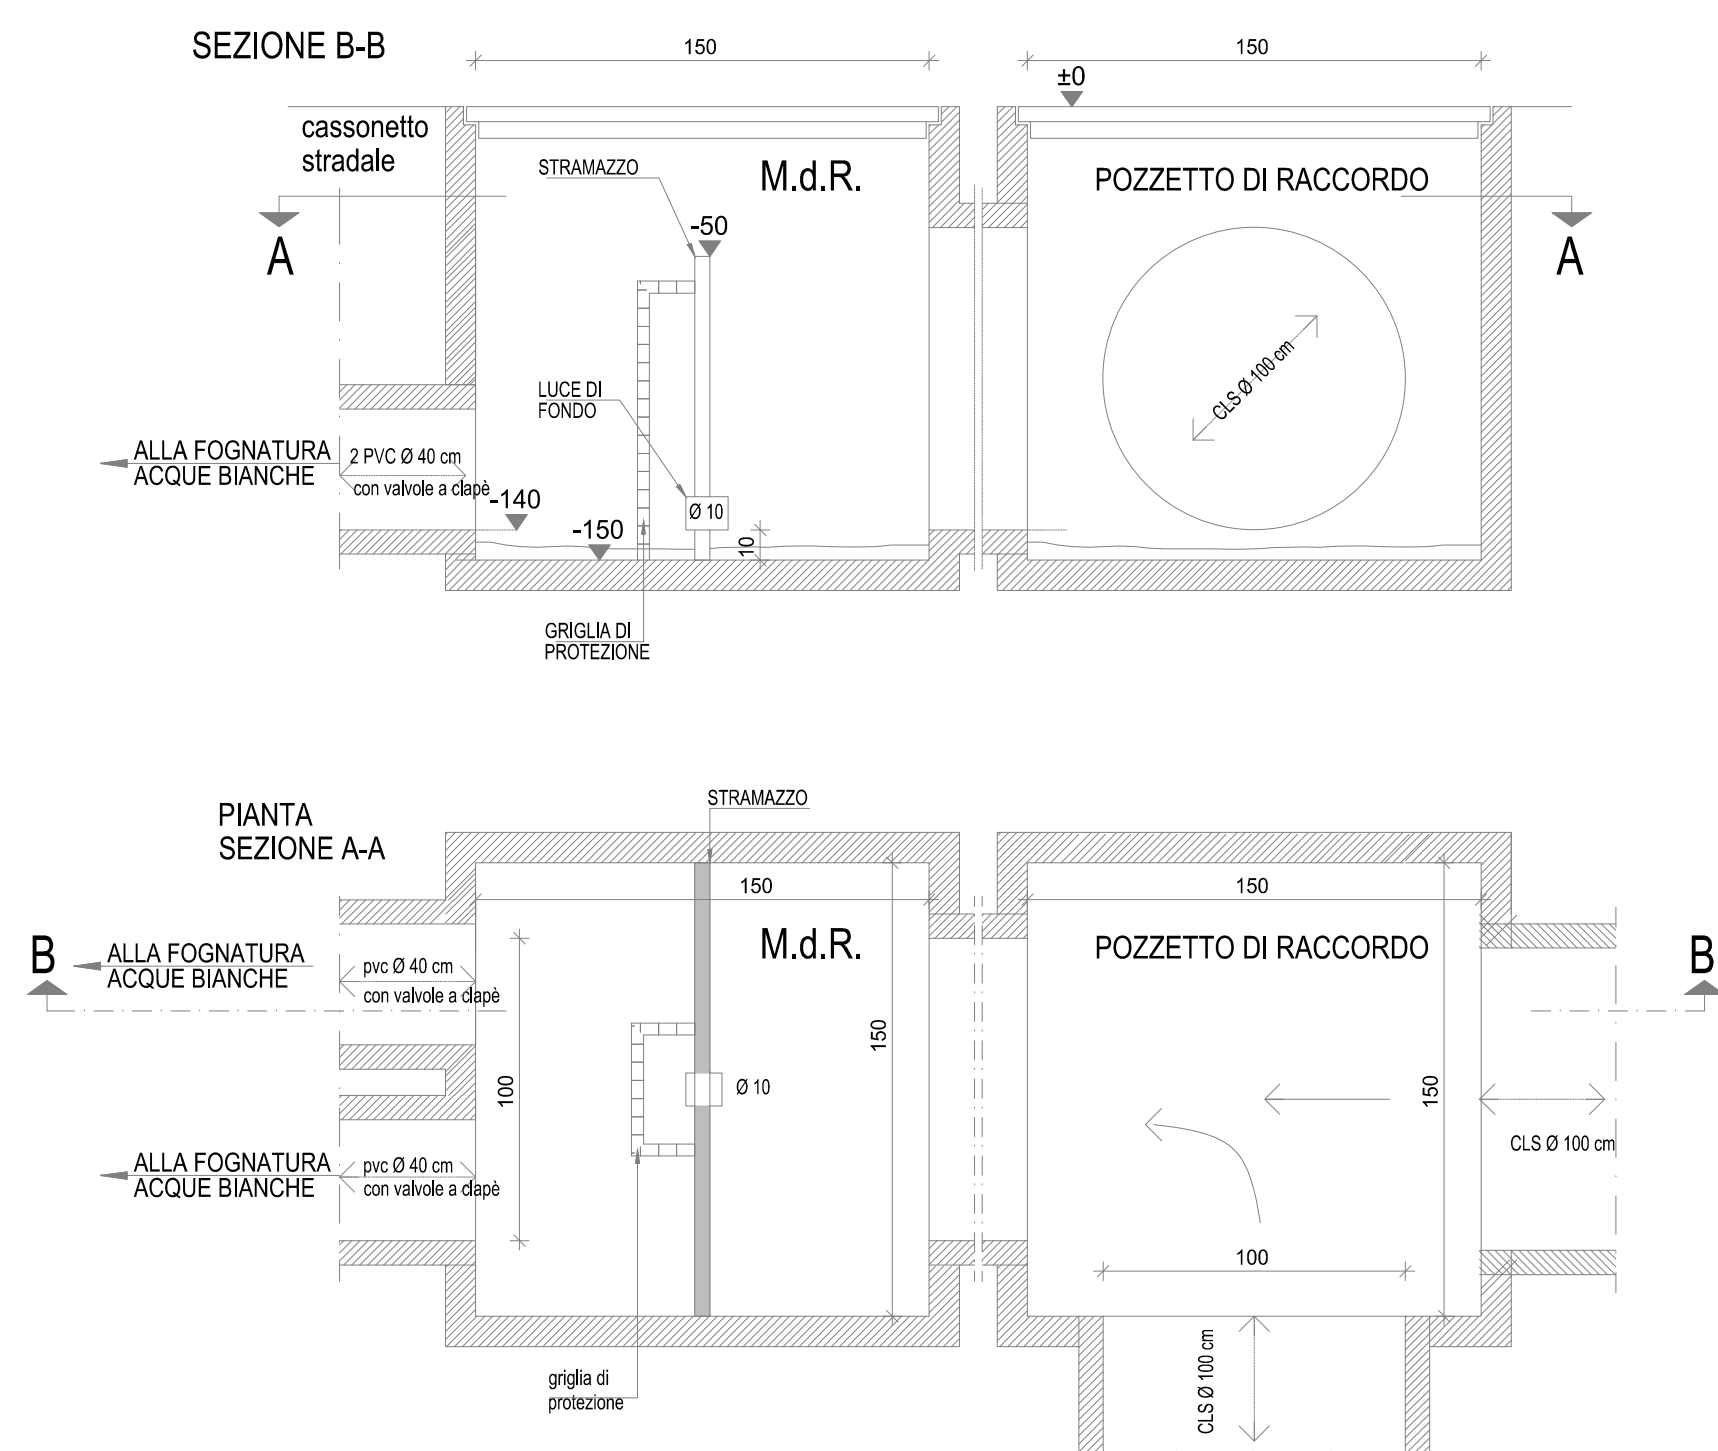 SEZIONE B-B
150
150
±0
cassonetto
stradale
STRAMAZZO
M.d.R.
POZZETTO DI RACCORDO
-50
A
A
CLS Ø 100 cm
LUCE DI
FONDO
ALLA FOGNATURA
ACQUE BIANCHE
2 PVC Ø 40 cm
con valvole a clapè
-140
-150
Ø 10
10
GRIGLIA DI
PROTEZIONE
PIANTA
SEZIONE A-A
STRAMAZZO
150
150
B
ALLA FOGNATURA
ACQUE BIANCHE
pvc Ø 40 cm
con valvole a clapè
M.d.R.
POZZETTO DI RACCORDO
B
150
100
Ø 10
150
CLS Ø 100 cm
ALLA FOGNATURA
ACQUE BIANCHE
pvc Ø 40 cm
con valvole a clapè
100
griglia di
protezione
CLS Ø 100 cm